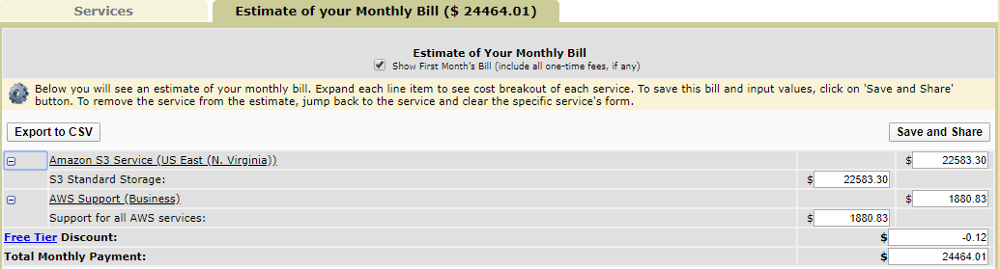 Services Estimate of your Monthly Bill ($ 24464.01)
Estimate of Your Monthly Bill
Show First Month's Bill (include all one-time fees, if any)
Below you will see an estimate of your monthly bill. Expand each line item to see cost breakout of each service. To save this bill and input values, click on 'Save and Share'
button. To remove the service from the estimate, jump back to the service and clear the specific service's form.
Export to CSV Save and Share
Amazon S3 Service (US East (N. Virginia)) $ 22583.30
S3 Standard Storage: $ 22583.30
AWS Support (Business) $ 1880.83
Support for all AWS services: $ 1880.83
Free Tier Discount: $ -0.12
Total Monthly Payment: $ 24464.01